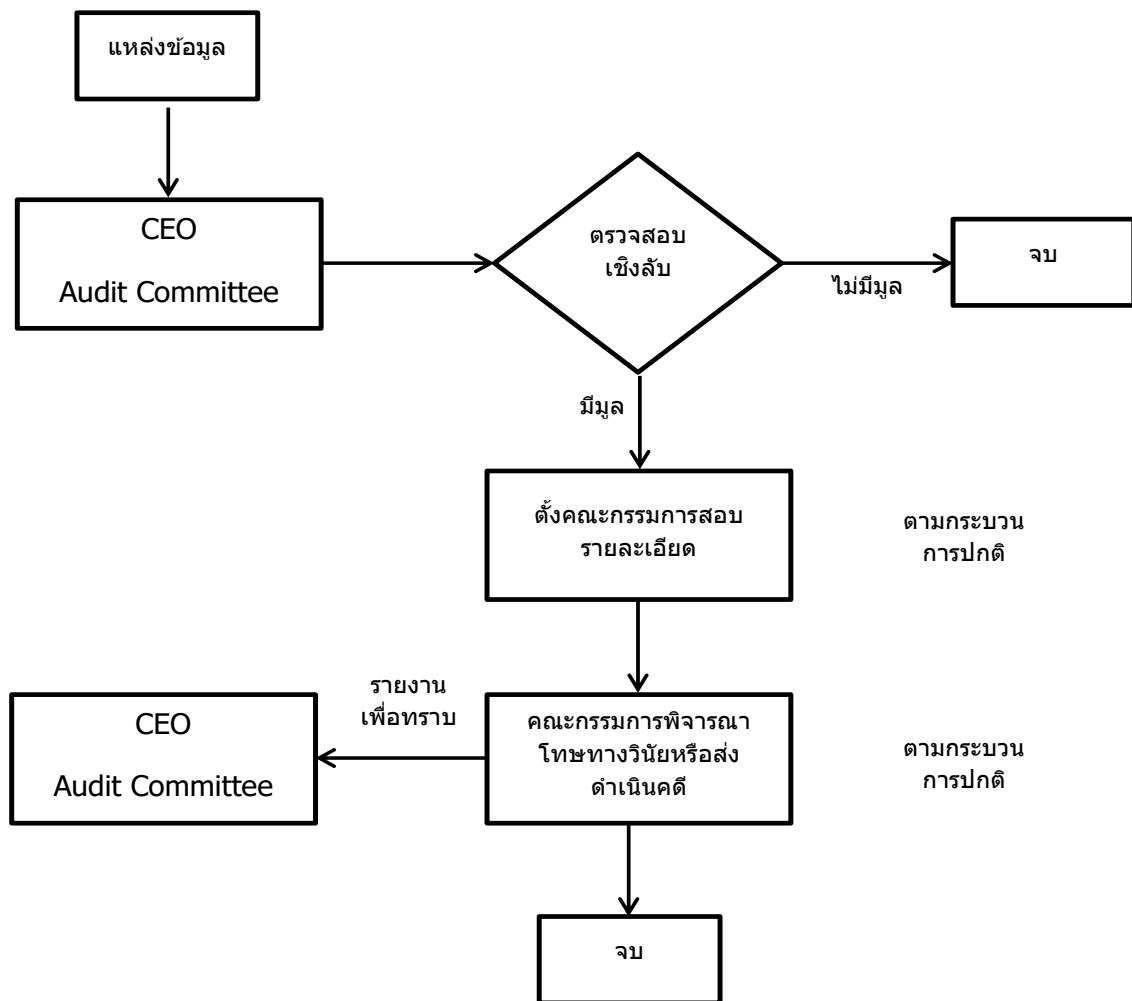 แหล่งข้อมูล
CEO
Audit Committee
ตรวจสอบ
เชิงลับ
ไม่มีมูล
จบ
มีมูล
ตั้งคณะกรรมการสอบ
รายละเอียด
ตามกระบวน
การปกติ
รายงาน
เพื่อทราบ
CEO
Audit Committee
คณะกรรมการพิจารณา
โทษทางวินัยหรือส่ง
ดำเนินคดี
ตามกระบวน
การปกติ
จบ